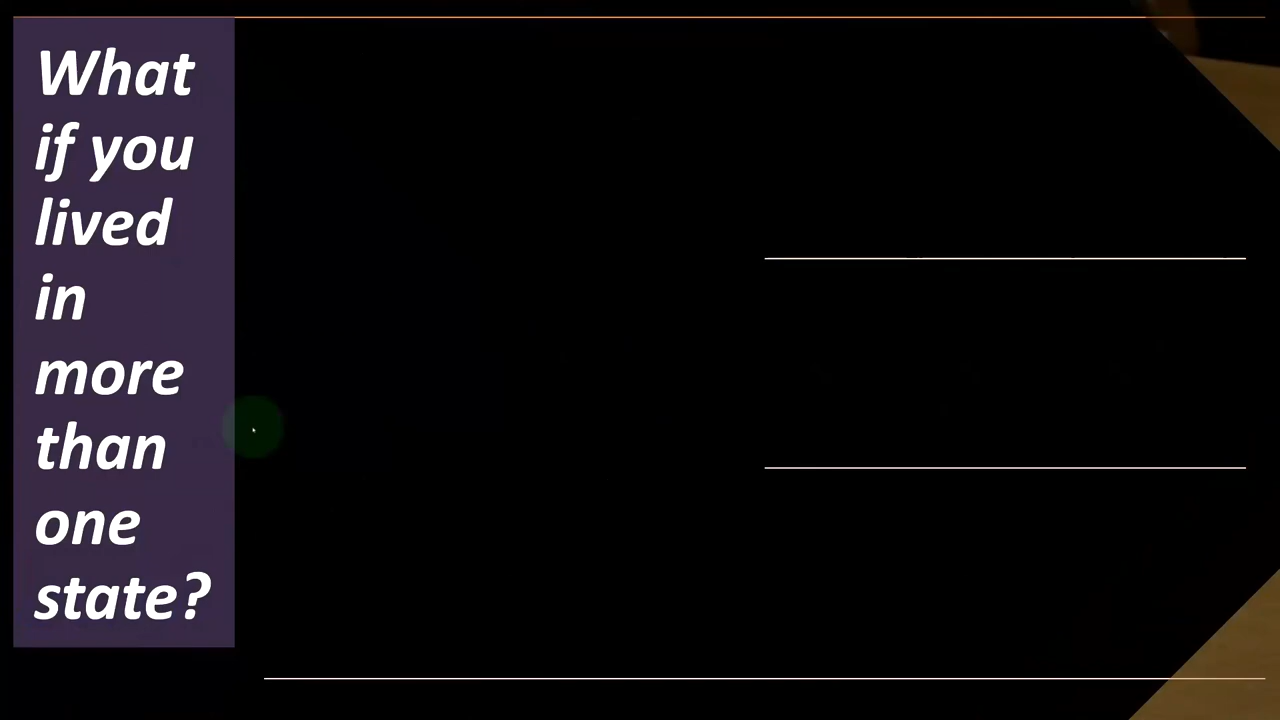 What
if you
lived
in
more
than
one
state?